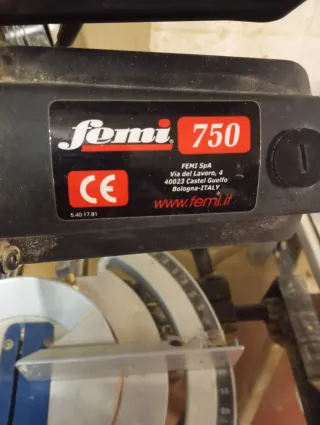 femi 750
FEMI SpA
Via del Lavoro, 4
40023 Castel Guelfo
Bologna-ITALY
CE
www.femi.it
5.40.17.81